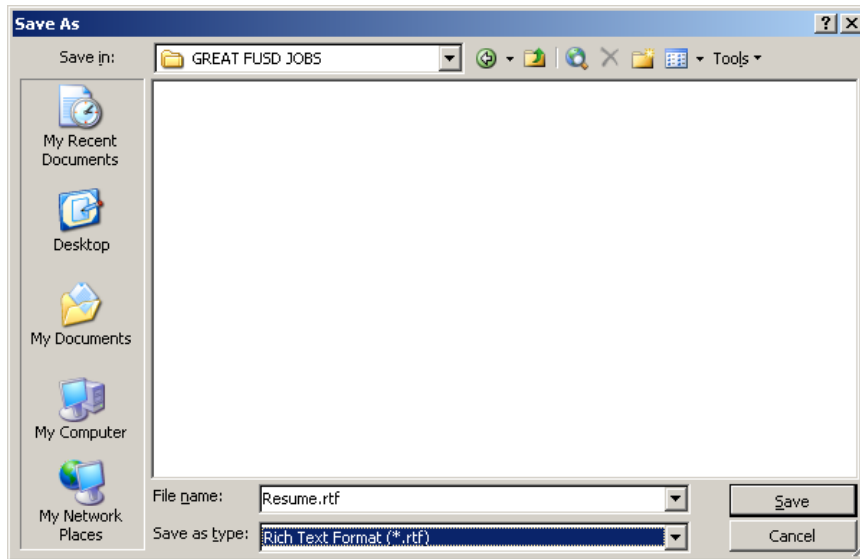 Save As
Save in:
GREAT FUSD JOBS
Tools
My Recent
Documents
Desktop
My Documents
My Computer
My Network
Places
File name:
Resume.rtf
Save
Save as type:
Rich Text Format (*.rtf)
Cancel